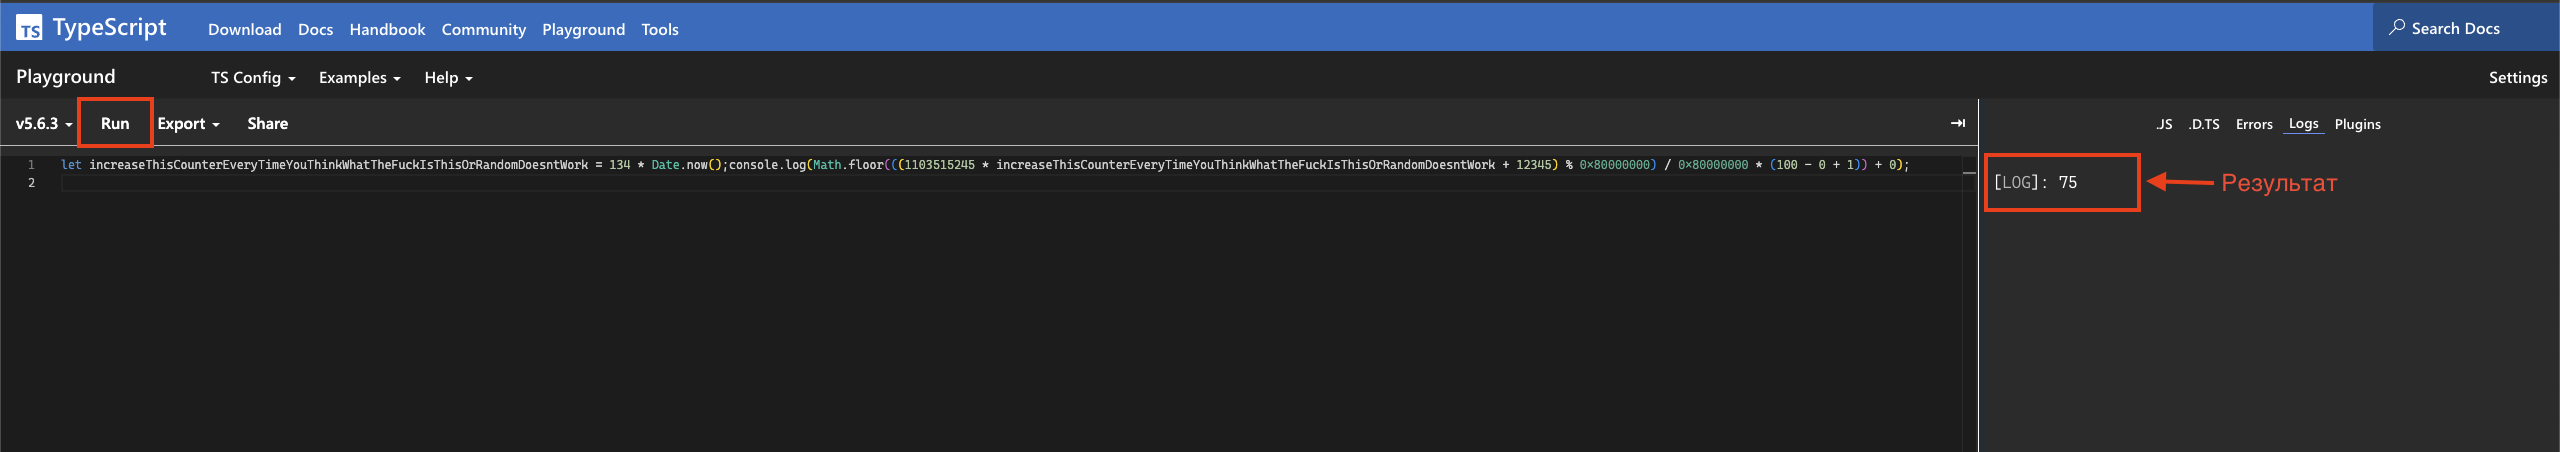 TS TypeScript Download Docs Handbook Community Playground Tools Search Docs
Playground TS Config Examples Help Settings
v5.6.3 Run Export Share .JS .D.TS Errors Logs Plugins
1 let increaseThisCounterEveryTimeYouThinkWhatTheFuckIsThisOrRandomDoesntWork = 134 * Date.now();console.log(Math.floor(((1103515245 * increaseThisCounterEveryTimeYouThinkWhatTheFuckIsThisOrRandomDoesntWork + 12345) % 0x80000000) / 0x80000000 * (100 - 0 + 1)) + 0);
2
[LOG]: 75 Результат